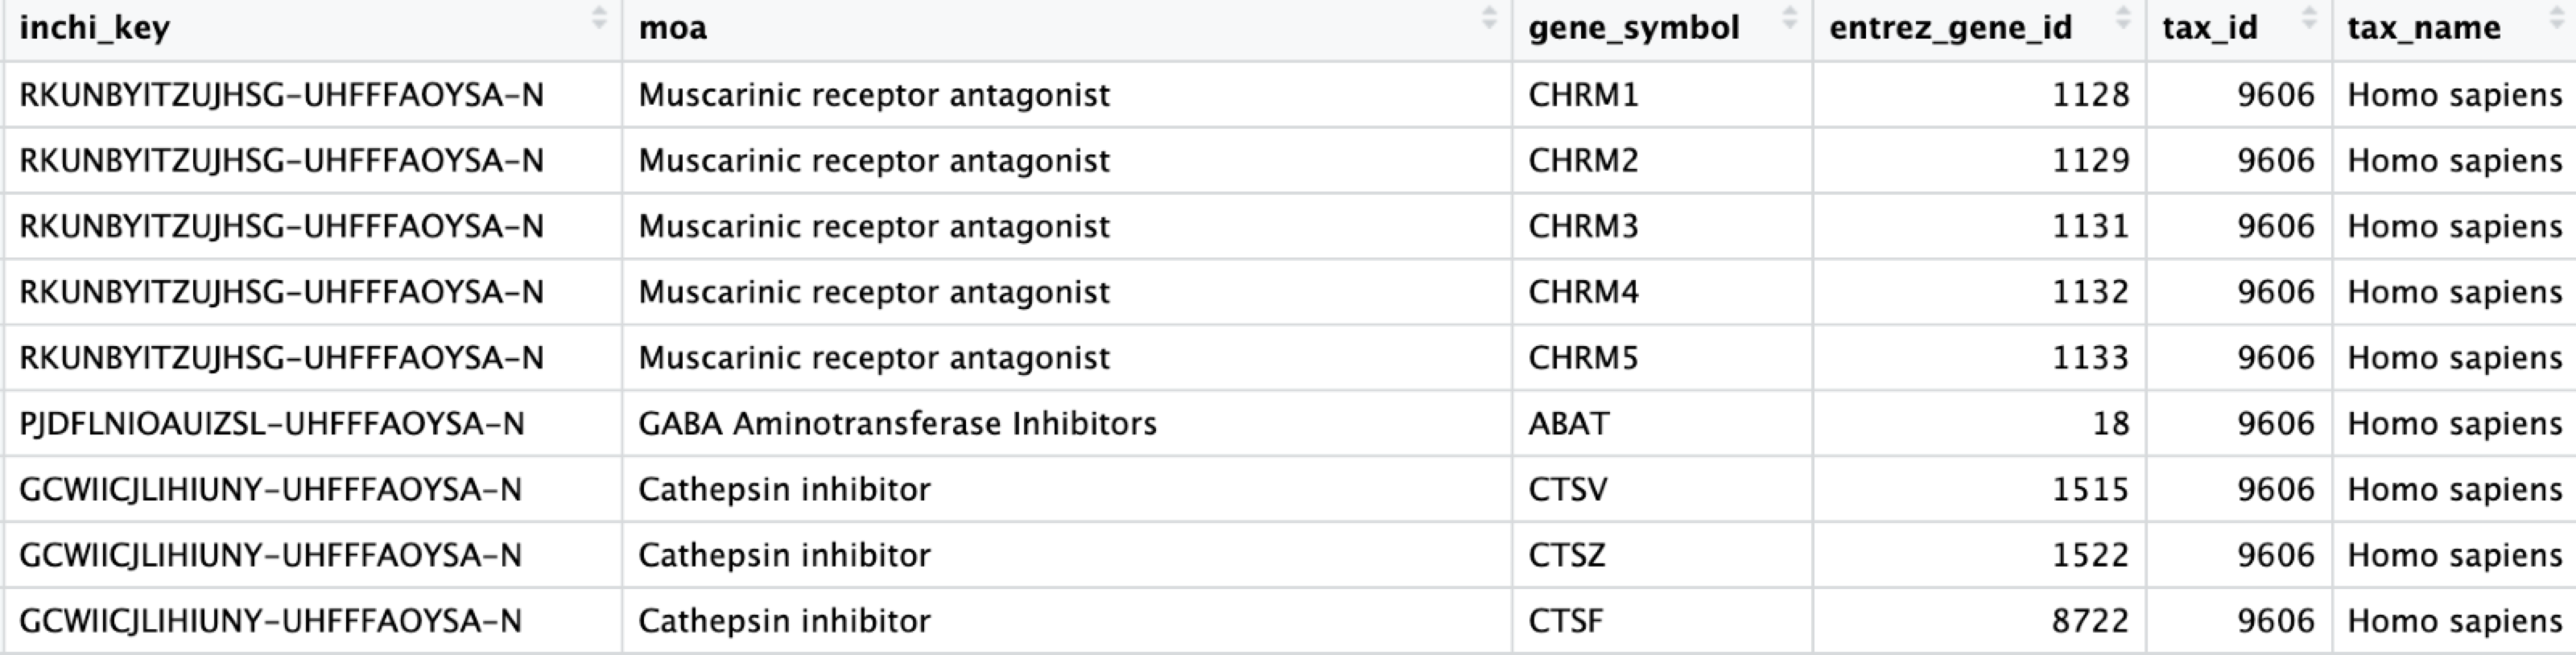 inchi_key moa gene_symbol entrez_gene_id tax_id tax_name
RKUNBYITZUJHSG-UHFFFAOYSA-N Muscarinic receptor antagonist CHRM1 1128 9606 Homo sapiens
RKUNBYITZUJHSG-UHFFFAOYSA-N Muscarinic receptor antagonist CHRM2 1129 9606 Homo sapiens
RKUNBYITZUJHSG-UHFFFAOYSA-N Muscarinic receptor antagonist CHRM3 1131 9606 Homo sapiens
RKUNBYITZUJHSG-UHFFFAOYSA-N Muscarinic receptor antagonist CHRM4 1132 9606 Homo sapiens
RKUNBYITZUJHSG-UHFFFAOYSA-N Muscarinic receptor antagonist CHRM5 1133 9606 Homo sapiens
PJDFLNIOAUIZSL-UHFFFAOYSA-N GABA Aminotransferase Inhibitors ABAT 18 9606 Homo sapiens
GCWIICJLIHIUNY-UHFFFAOYSA-N Cathepsin inhibitor CTSV 1515 9606 Homo sapiens
GCWIICJLIHIUNY-UHFFFAOYSA-N Cathepsin inhibitor CTSZ 1522 9606 Homo sapiens
GCWIICJLIHIUNY-UHFFFAOYSA-N Cathepsin inhibitor CTSF 8722 9606 Homo sapiens